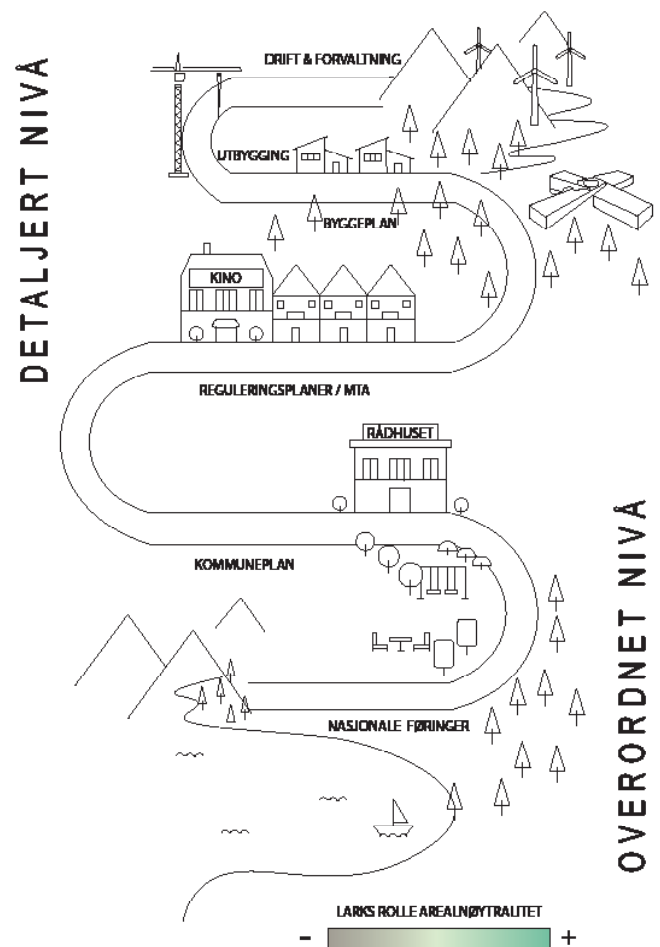 DETALJERT NIVÅ
DRIFT & FORVALTNING
UTBYGGING
BYGGEPLAN
KINO
REGULERINGSPLANER / MTA
RÅDHUSET
KOMMUNEPLAN
NASJONALE FØRINGER
OVERORDNET NIVÅ
LARKS ROLLE AREALNØYTRALITET
- +